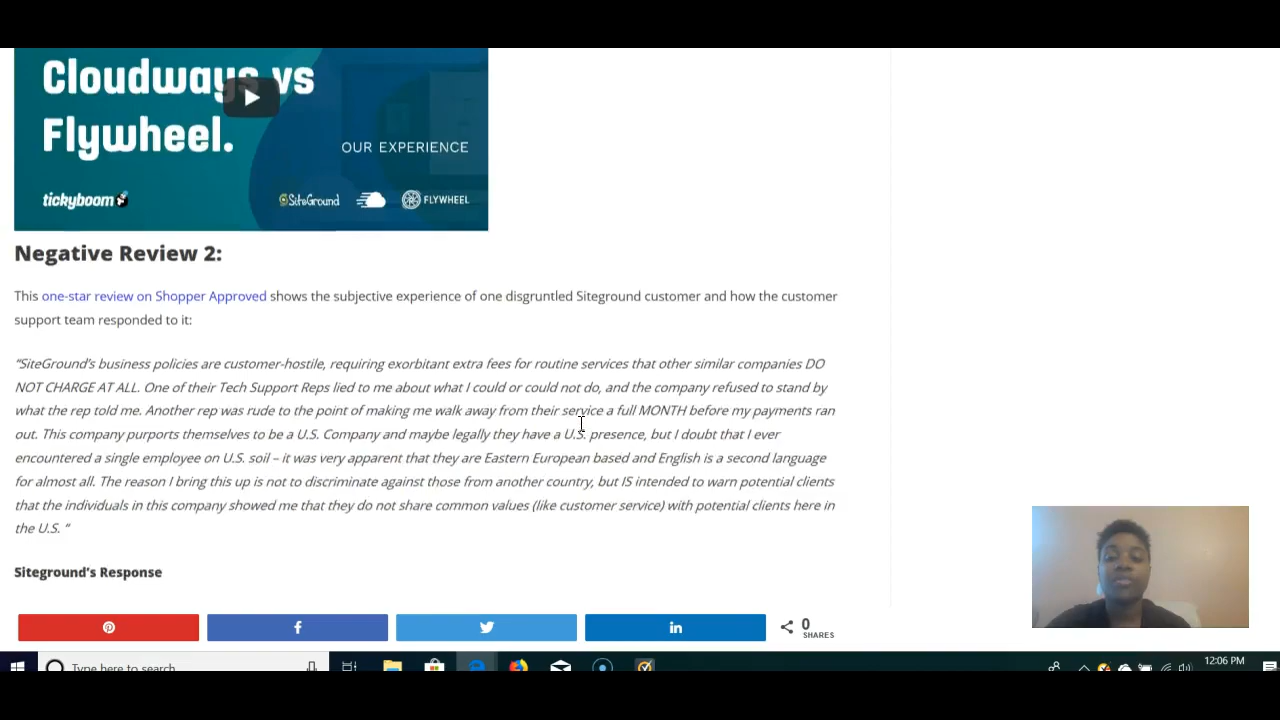 Cloudways vs
Flywheel.
OUR EXPERIENCE
tickyboom
SiteGround
FLYWHEEL
Negative Review 2:
This one-star review on Shopper Approved shows the subjective experience of one disgruntled Siteground customer and how the customer
support team responded to it:
“SiteGround’s business policies are customer-hostile, requiring exorbitant extra fees for routine services that other similar companies DO
NOT CHARGE AT ALL. One of their Tech Support Reps lied to me about what I could or could not do, and the company refused to stand by
what the rep told me. Another rep was rude to the point of making me walk away from their service a full MONTH before my payments ran
out. This company purports themselves to be a U.S. Company and maybe legally they have a U.S. presence, but I doubt that I ever
encountered a single employee on U.S. soil – it was very apparent that they are Eastern European based and English is a second language
for almost all. The reason I bring this up is not to discriminate against those from another country, but IS intended to warn potential clients
that the individuals in this company showed me that they do not share common values (like customer service) with potential clients here in
the U.S. “
Siteground’s Response
0
SHARES
Type here to search
12:06 PM